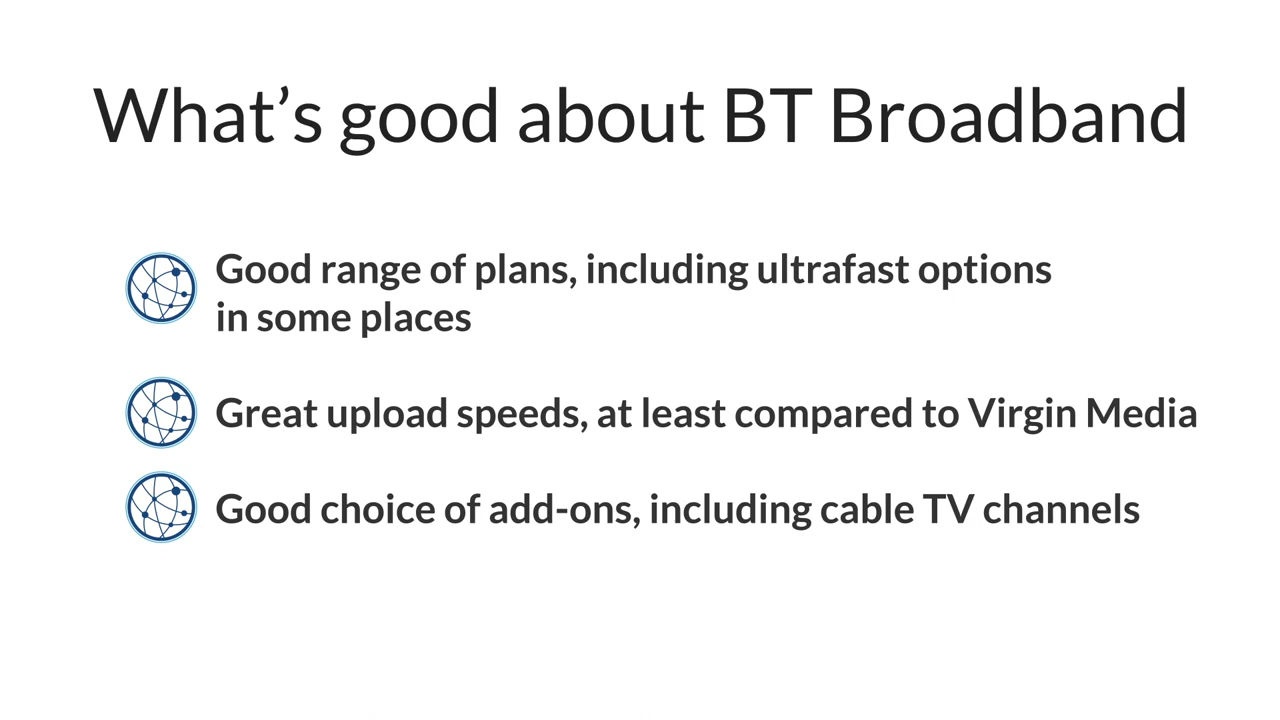 What’s good about BT Broadband
Good range of plans, including ultrafast options
in some places
Great upload speeds, at least compared to Virgin Media
Good choice of add-ons, including cable TV channels